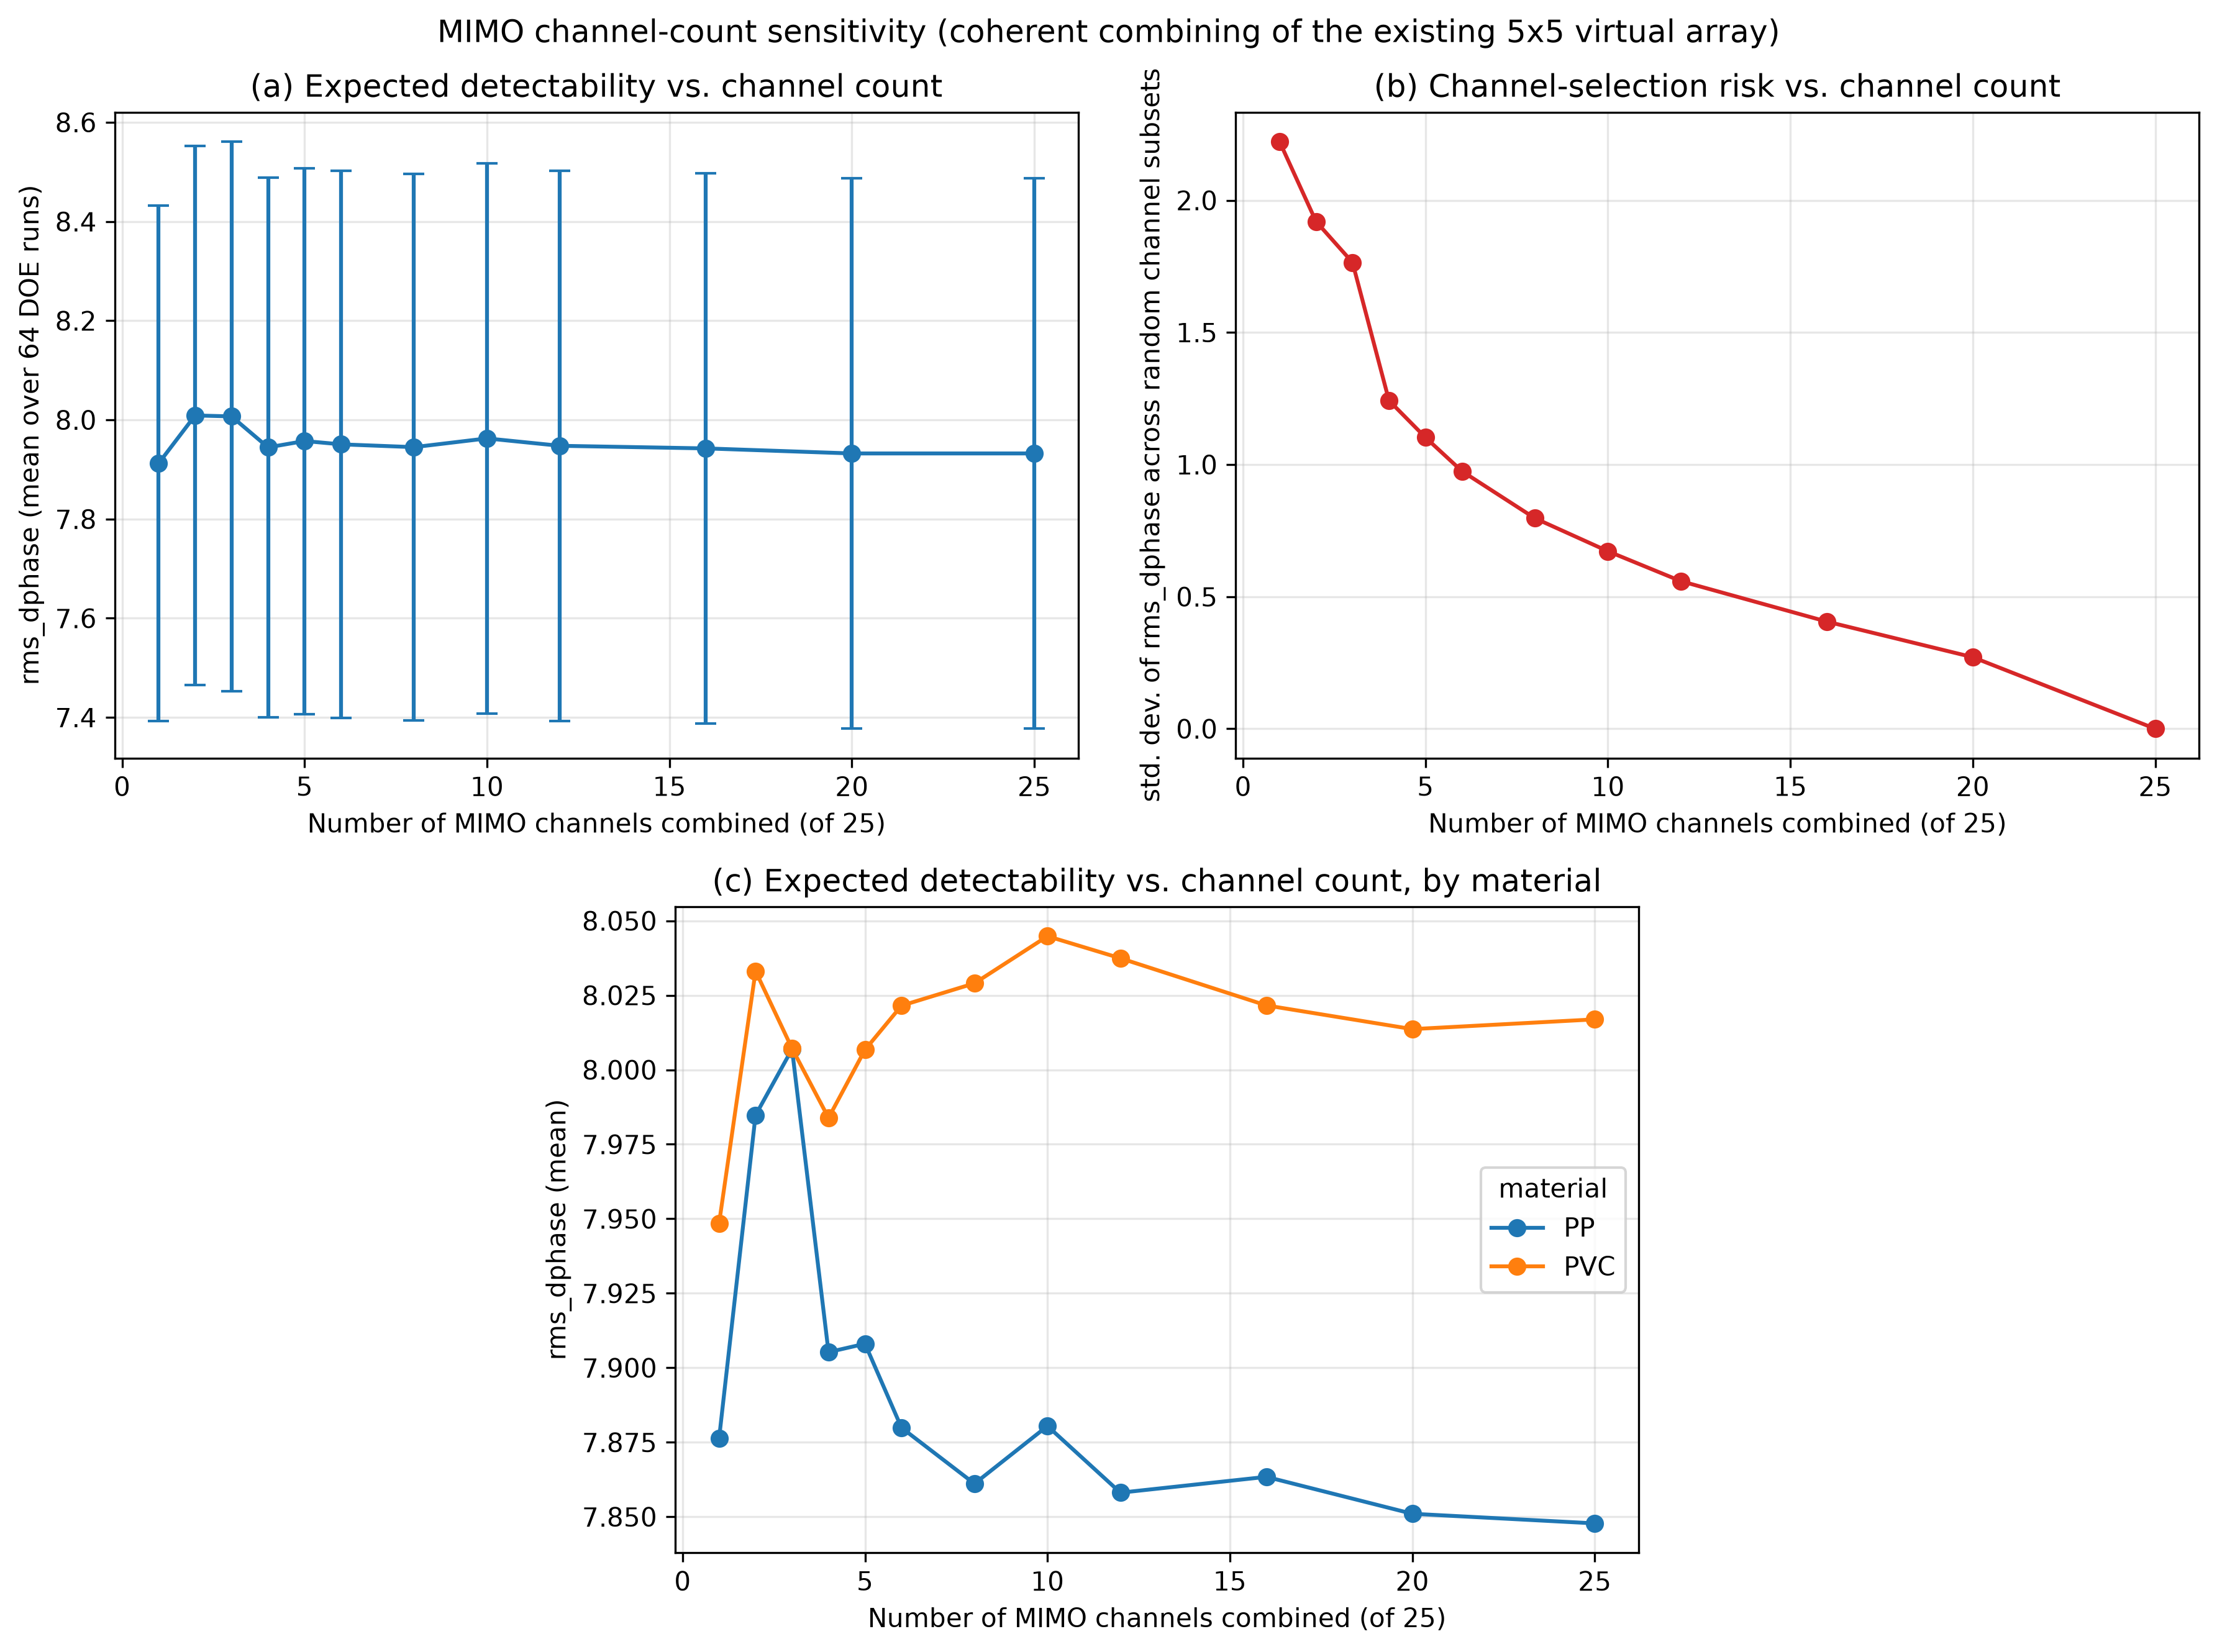 MIMO channel-count sensitivity (coherent combining of the existing 5x5 virtual array)
(a) Expected detectability vs. channel count
rms_dphase (mean over 64 DOE runs)
8.6
8.4
8.2
8.0
7.8
7.6
7.4
0 5 10 15 20 25
Number of MIMO channels combined (of 25)
(b) Channel-selection risk vs. channel count
std. dev. of rms_dphase across random channel subsets
2.0
1.5
1.0
0.5
0.0
0 5 10 15 20 25
Number of MIMO channels combined (of 25)
(c) Expected detectability vs. channel count, by material
rms_dphase (mean)
8.050
8.025
8.000
7.975
7.950
7.925
7.900
7.875
7.850
material
PP
PVC
0 5 10 15 20 25
Number of MIMO channels combined (of 25)